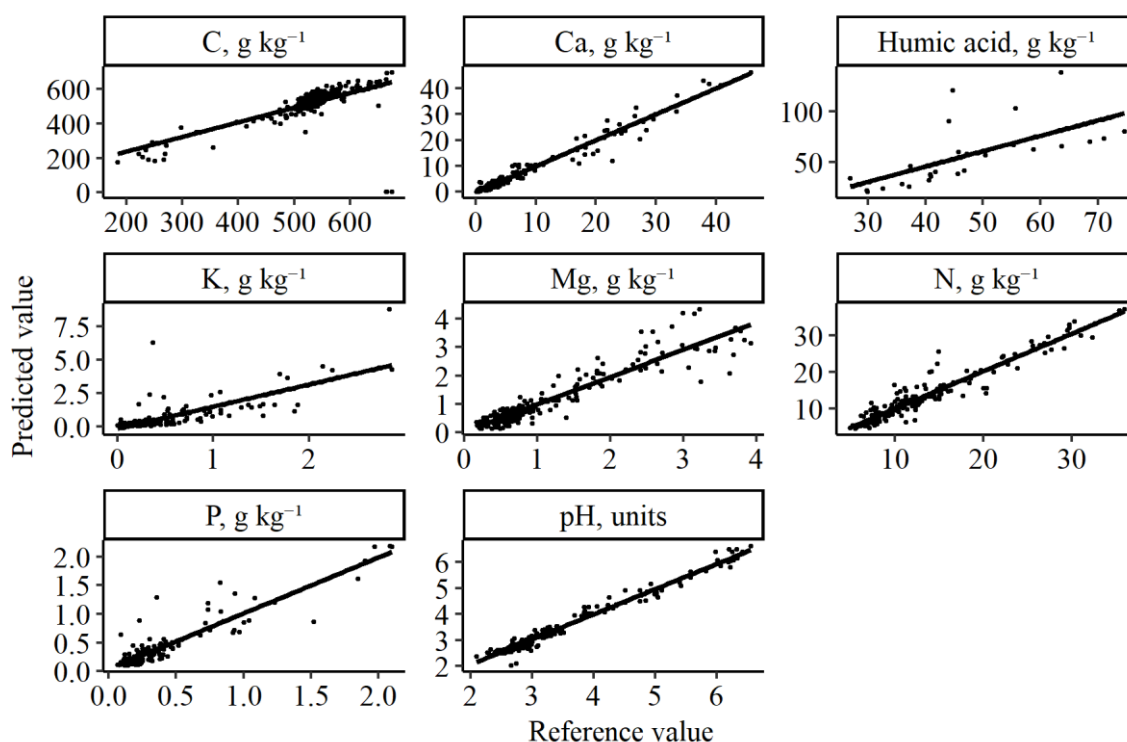 C, g kg⁻¹
600
400
200
0
200 300 400 500 600
Ca, g kg⁻¹
40
30
20
10
0
0 10 20 30 40
Humic acid, g kg⁻¹
100
50
30 40 50 60 70
K, g kg⁻¹
7.5
5.0
2.5
0.0
0 1 2
Mg, g kg⁻¹
4
3
2
1
0
0 1 2 3 4
N, g kg⁻¹
30
20
10
10 20 30
P, g kg⁻¹
2.0
1.5
1.0
0.5
0.0
0.0 0.5 1.0 1.5 2.0
pH, units
6
5
4
3
2
2 3 4 5 6
Predicted value
Reference value